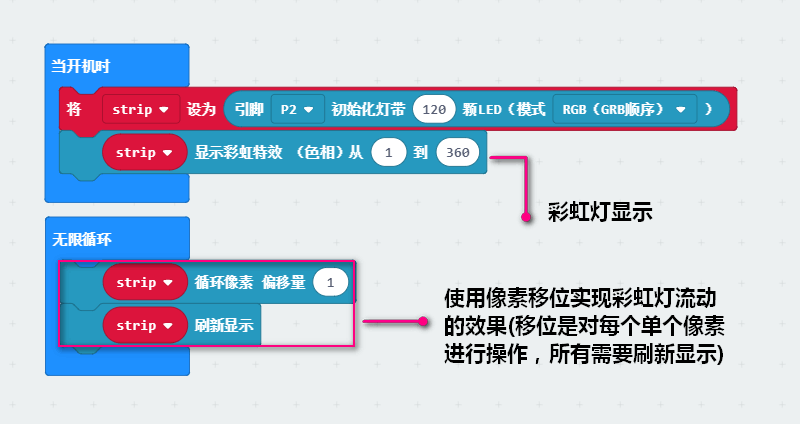 当开机时
将 strip 设为 引脚 P2 初始化灯带 120 颗LED（模式 RGB（GRB顺序） ）
strip 显示彩虹特效 （色相）从 1 到 360
彩虹灯显示
无限循环
strip 循环像素 偏移量 1
strip 刷新显示
使用像素移位实现彩虹灯流动
的效果(移位是对每个单个像素
进行操作，所有需要刷新显示)